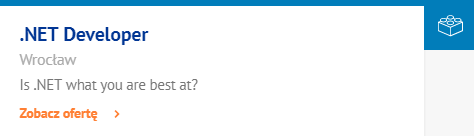 .NET Developer
Wrocław
Is .NET what you are best at?
Zobacz ofertę